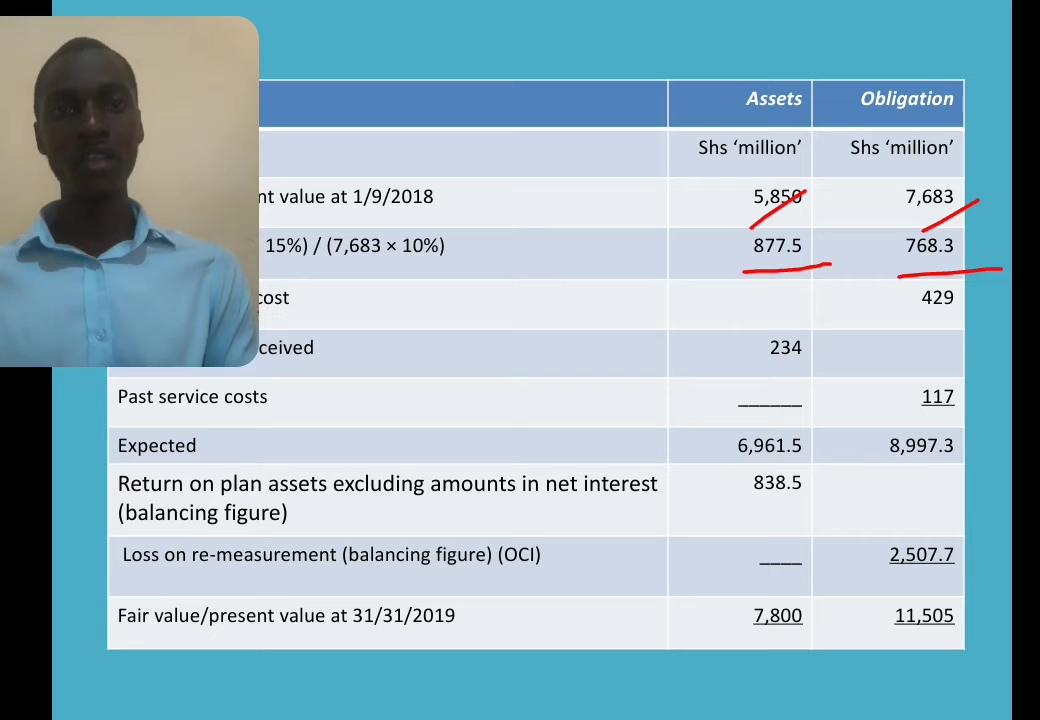 Assets Obligation
Shs ‘million’ Shs ‘million’
value at 1/9/2018 5,850 7,683
15%) / (7,683 × 10%) 877.5 768.3
cost 429
234
Past service costs ______ 117
Expected 6,961.5 8,997.3
Return on plan assets excluding amounts in net interest 838.5
(balancing figure)
Loss on re-measurement (balancing figure) (OCI) ____ 2,507.7
Fair value/present value at 31/31/2019 7,800 11,505